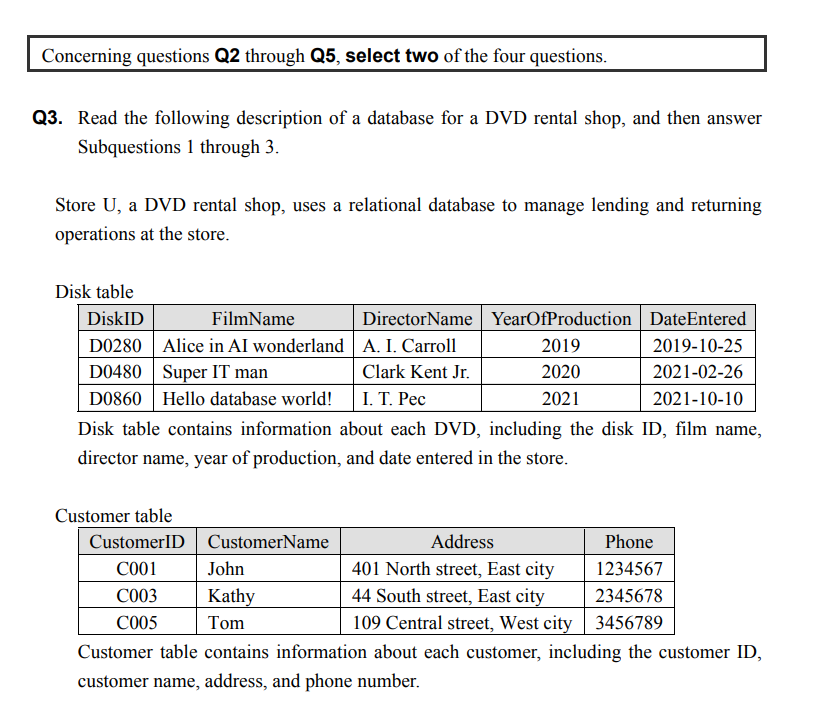 Concerning questions Q2 through Q5, select two of the four questions.
Q3. Read the following description of a database for a DVD rental shop, and then answer
Subquestions 1 through 3.
Store U, a DVD rental shop, uses a relational database to manage lending and returning
operations at the store.
Disk table
DiskID FilmName DirectorName YearOfProduction DateEntered
D0280 Alice in AI wonderland A. I. Carroll 2019 2019-10-25
D0480 Super IT man Clark Kent Jr. 2020 2021-02-26
D0860 Hello database world! I. T. Pec 2021 2021-10-10
Disk table contains information about each DVD, including the disk ID, film name,
director name, year of production, and date entered in the store.
Customer table
CustomerID CustomerName Address Phone
C001 John 401 North street, East city 1234567
C003 Kathy 44 South street, East city 2345678
C005 Tom 109 Central street, West city 3456789
Customer table contains information about each customer, including the customer ID,
customer name, address, and phone number.